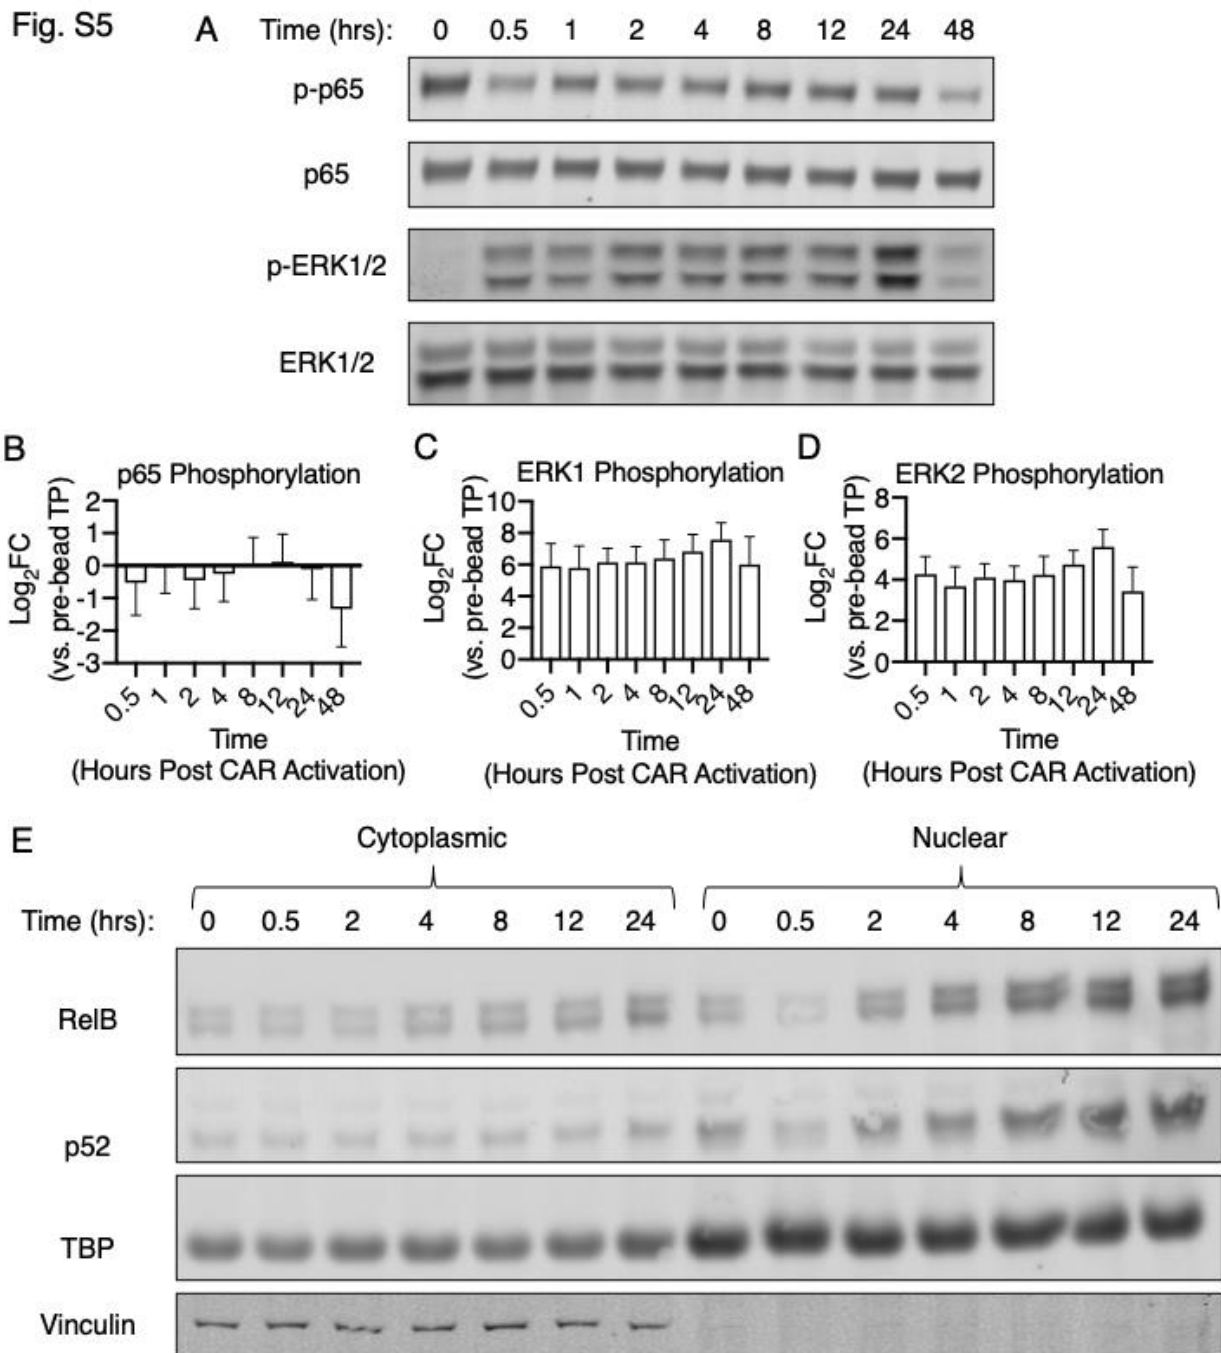 Fig. S5
A
Time (hrs): 0 0.5 1 2 4 8 12 24 48
p-p65
p65
p-ERK1/2
ERK1/2
B
p65 Phosphorylation
Log₂FC
(vs. pre-bead TP)
2
1
0
-1
-2
-3
0.5 1 2 4 8 12 24 48
Time
(Hours Post CAR Activation)
C
ERK1 Phosphorylation
Log₂FC
(vs. pre-bead TP)
10
8
6
4
2
0
0.5 1 2 4 8 12 24 48
Time
(Hours Post CAR Activation)
D
ERK2 Phosphorylation
Log₂FC
(vs. pre-bead TP)
8
6
4
2
0
0.5 1 2 4 8 12 24 48
Time
(Hours Post CAR Activation)
E
Cytoplasmic Nuclear
Time (hrs): 0 0.5 2 4 8 12 24 0 0.5 2 4 8 12 24
RelB
p52
TBP
Vinculin